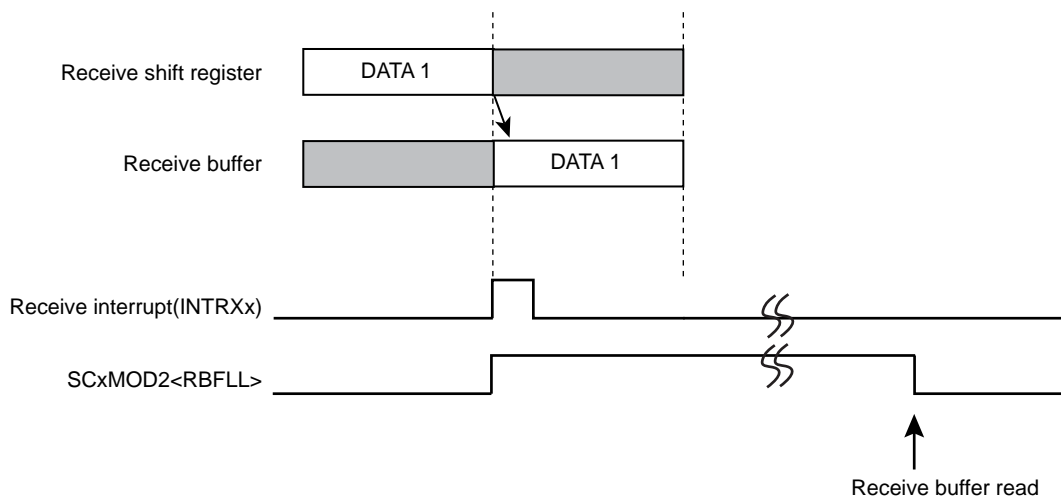 Receive shift register
DATA 1
Receive buffer
DATA 1
Receive interrupt(INTRXx)
SCxMOD2<RBFLL>
Receive buffer read